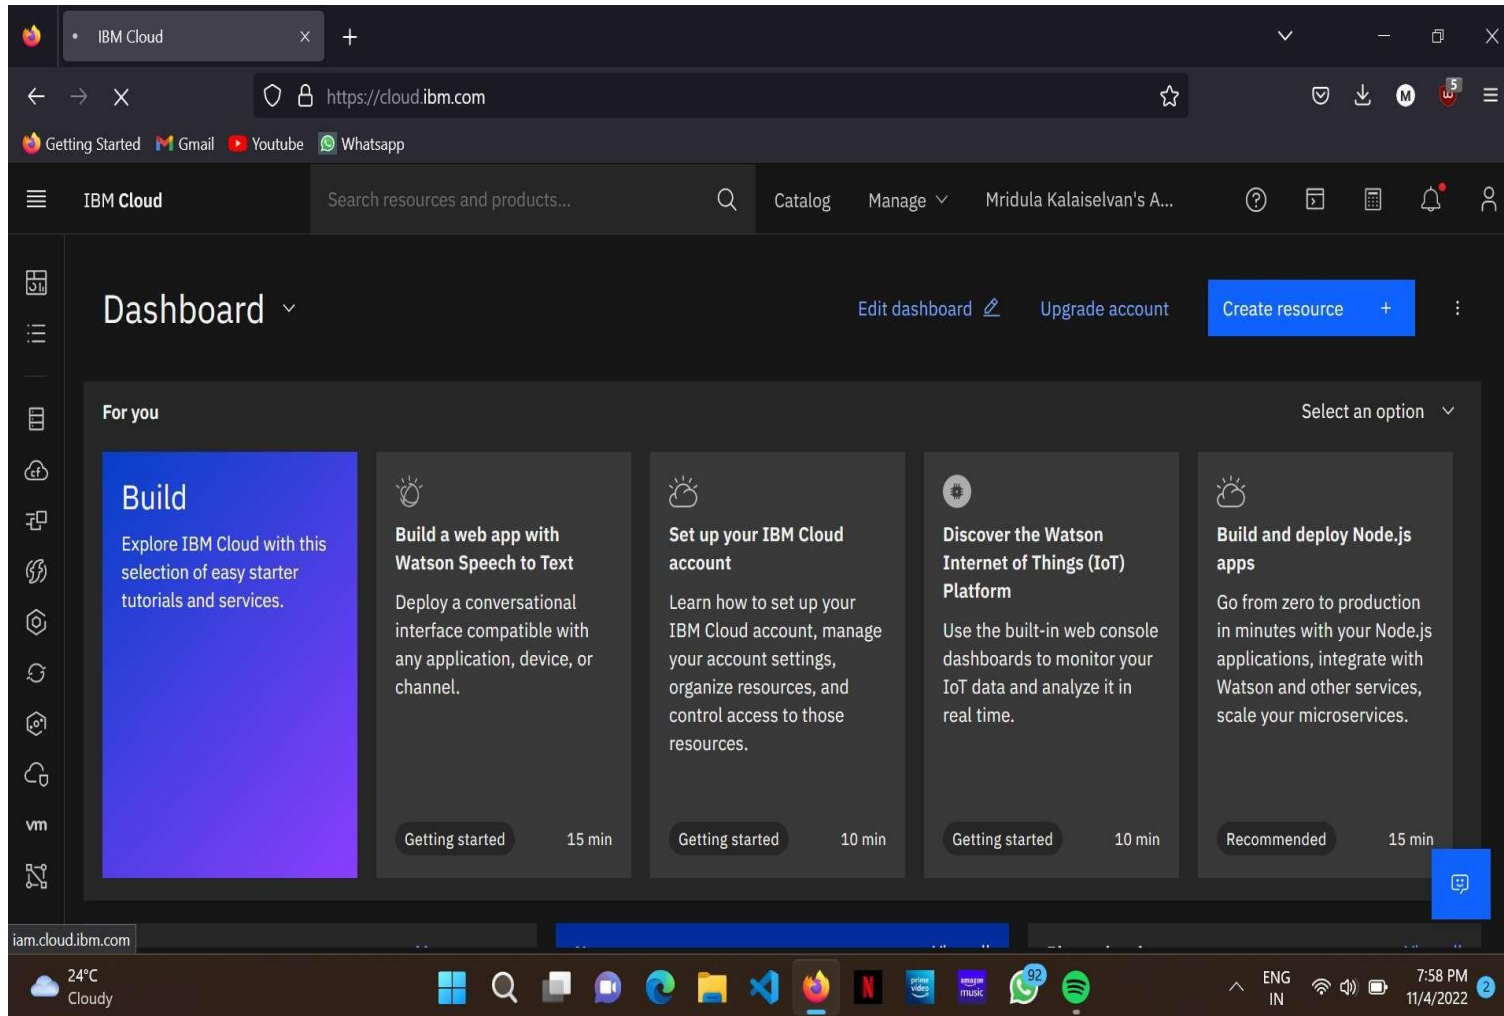 IBM Cloud
https://cloud.ibm.com
5
M
Getting Started Gmail Youtube Whatsapp
IBM Cloud Search resources and products... Catalog Manage Mridula Kalaiselvan's A...
Dashboard Edit dashboard Upgrade account Create resource +
For you Select an option
Build
Explore IBM Cloud with this
selection of easy starter
tutorials and services.
Build a web app with
Watson Speech to Text
Deploy a conversational
interface compatible with
any application, device, or
channel.
Getting started 15 min
Set up your IBM Cloud
account
Learn how to set up your
IBM Cloud account, manage
your account settings,
organize resources, and
control access to those
resources.
Getting started 10 min
Discover the Watson
Internet of Things (IoT)
Platform
Use the built-in web console
dashboards to monitor your
IoT data and analyze it in
real time.
Getting started 10 min
Build and deploy Node.js
apps
Go from zero to production
in minutes with your Node.js
applications, integrate with
Watson and other services,
scale your microservices.
Recommended 15 min
cf
vm
iam.cloud.ibm.com
24°C
Cloudy
N
prime
video
amazon
music
92
ENG
IN
7:58 PM
11/4/2022
2